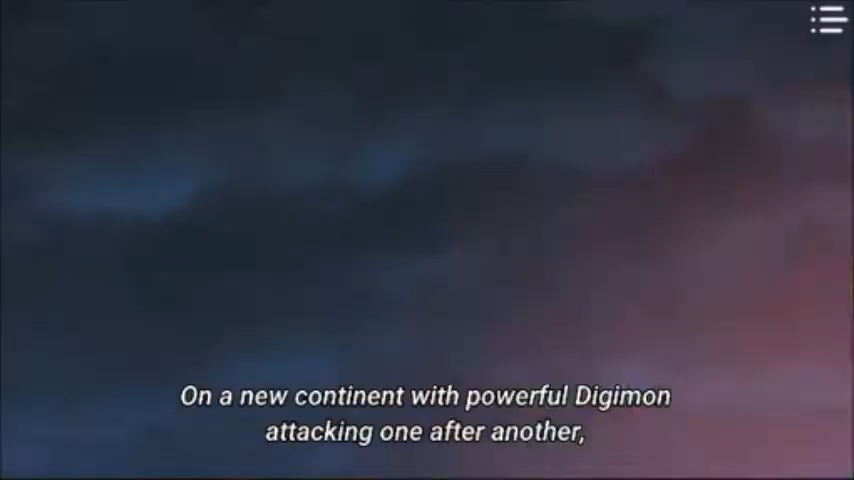 On a new continent with powerful Digimon
attacking one after another,